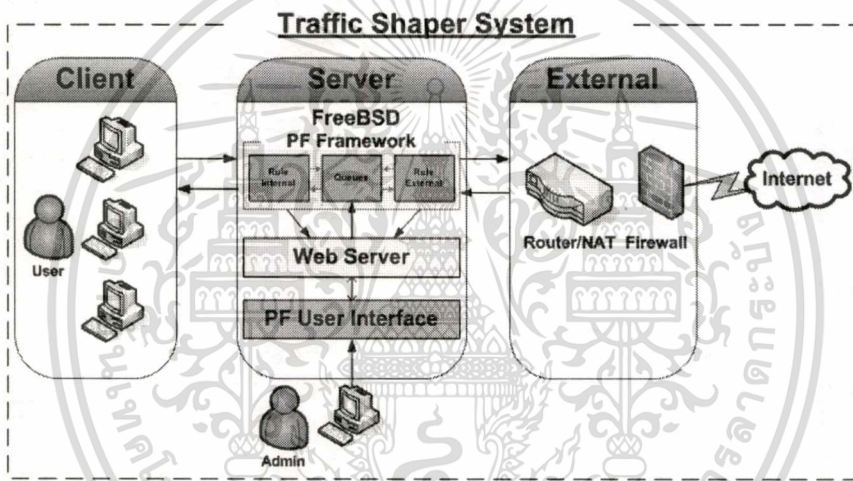 Traffic Shaper System
Client
Server
External
FreeBSD
PF Framework
Rule
Internal
Queues
Rule
External
Web Server
PF User Interface
User
Admin
Router/NAT
Firewall
Internet